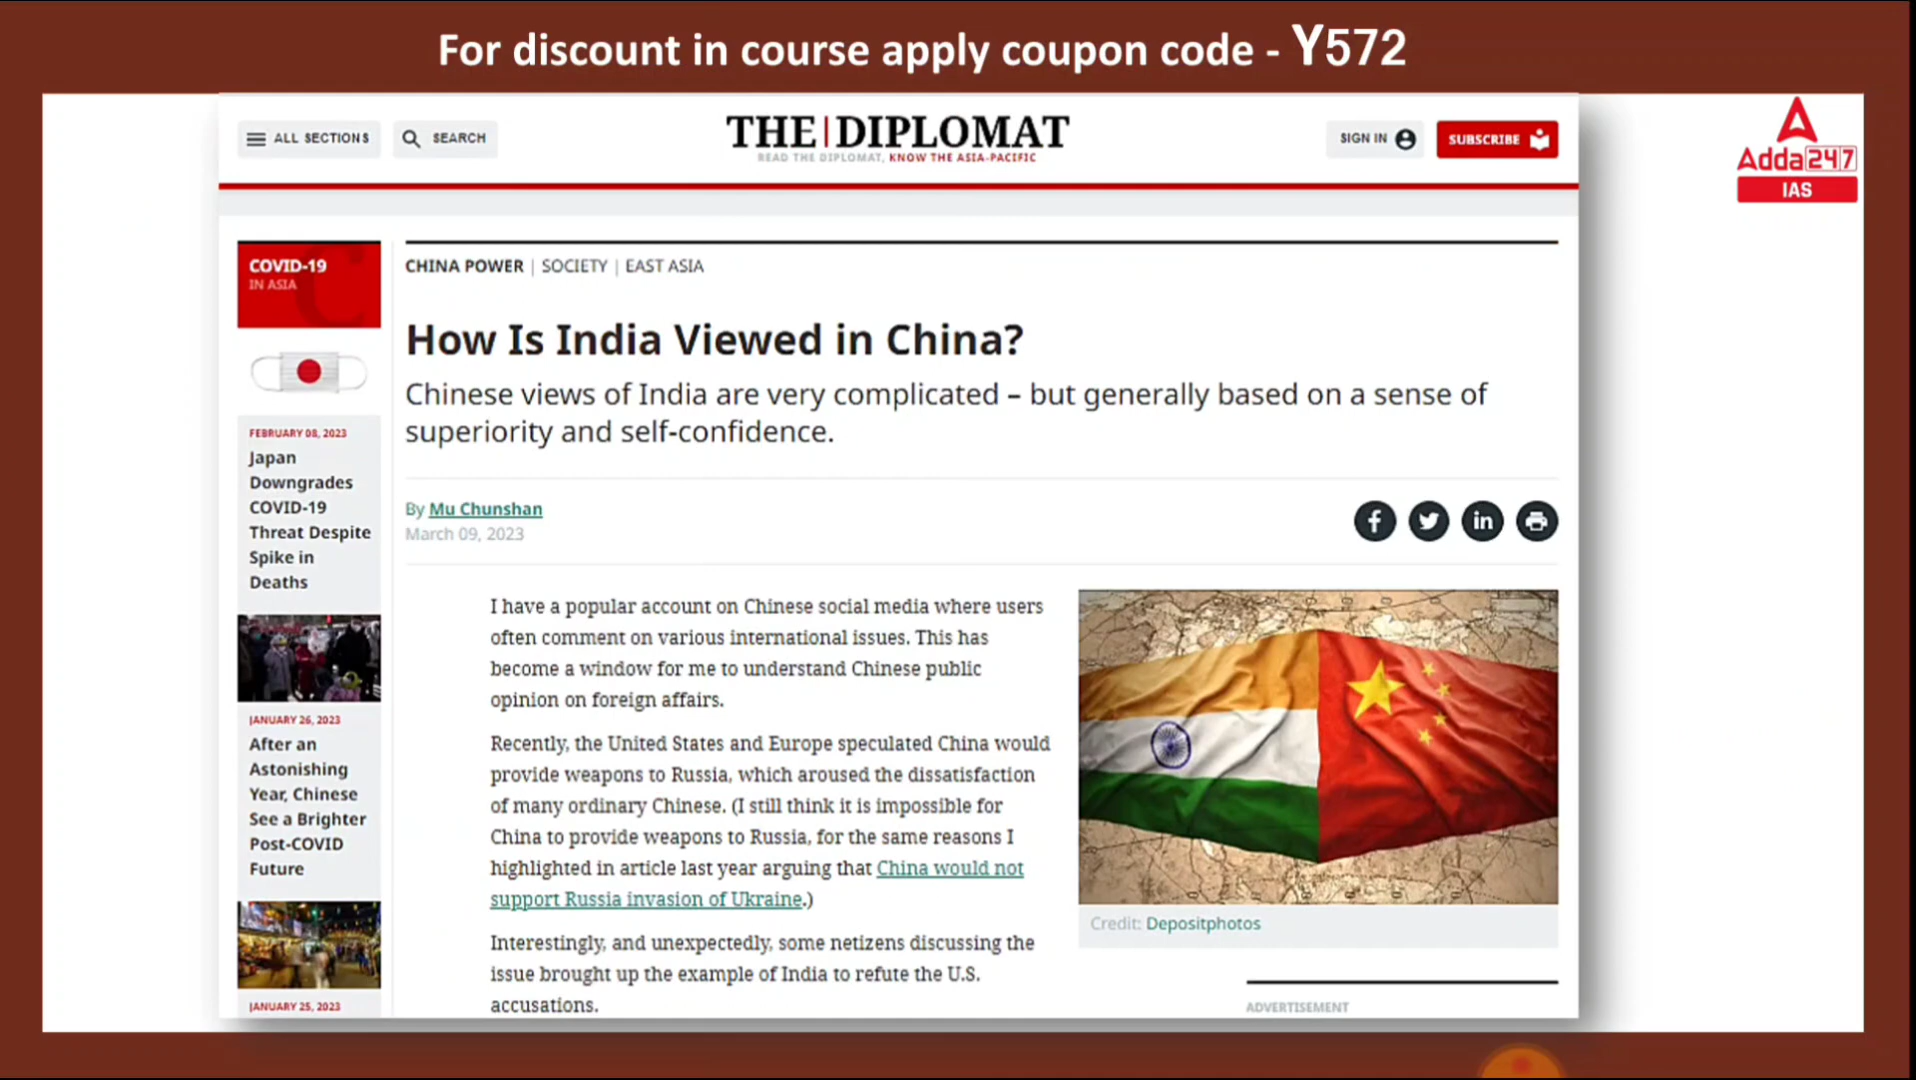 For discount in course apply coupon code - Y572
ALL SECTIONS
SEARCH
THE|DIPLOMAT
READ THE DIPLOMAT, KNOW THE ASIA-PACIFIC
SIGN IN
SUBSCRIBE
Adda247
IAS
COVID-19
IN ASIA
FEBRUARY 08, 2023
Japan
Downgrades
COVID-19
Threat Despite
Spike in
Deaths
JANUARY 26, 2023
After an
Astonishing
Year, Chinese
See a Brighter
Post-COVID
Future
JANUARY 25, 2023
CHINA POWER | SOCIETY | EAST ASIA
How Is India Viewed in China?
Chinese views of India are very complicated – but generally based on a sense of
superiority and self-confidence.
By Mu Chunshan
March 09, 2023
I have a popular account on Chinese social media where users
often comment on various international issues. This has
become a window for me to understand Chinese public
opinion on foreign affairs.
Recently, the United States and Europe speculated China would
provide weapons to Russia, which aroused the dissatisfaction
of many ordinary Chinese. (I still think it is impossible for
China to provide weapons to Russia, for the same reasons I
highlighted in article last year arguing that China would not
support Russia invasion of Ukraine.)
Interestingly, and unexpectedly, some netizens discussing the
issue brought up the example of India to refute the U.S.
accusations.
Credit: Depositphotos
ADVERTISEMENT